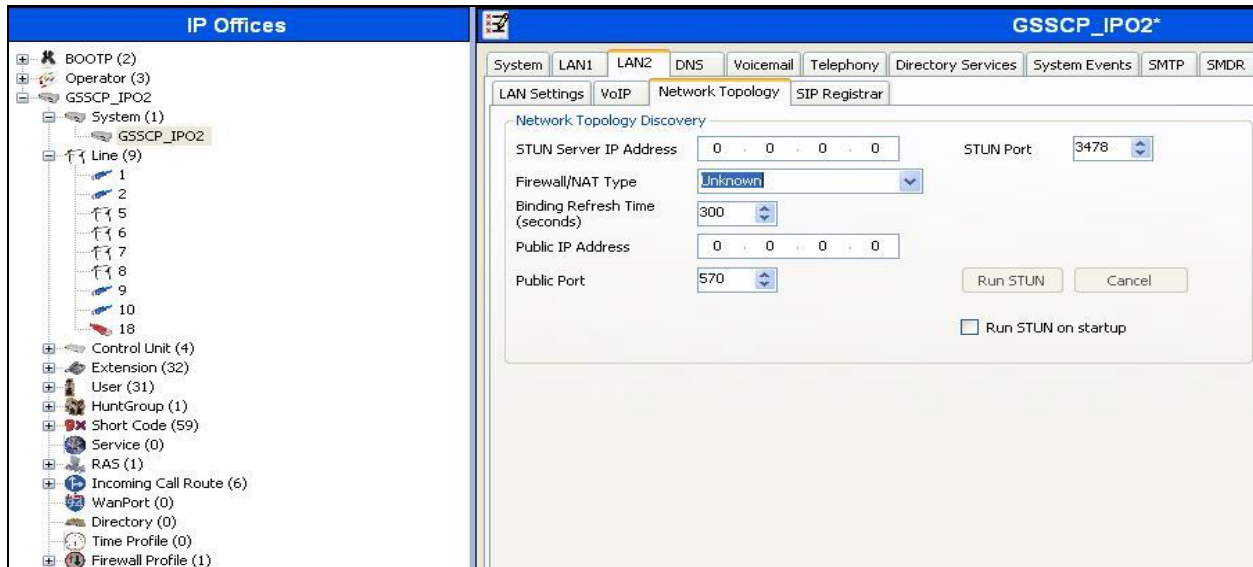 IP Offices
BOOTP (2)
Operator (3)
GSSCP_IPO2
System (1)
GSSCP_IPO2
Line (9)
1
2
5
6
7
8
9
10
18
Control Unit (4)
Extension (32)
User (31)
HuntGroup (1)
Short Code (59)
Service (0)
RAS (1)
Incoming Call Route (6)
WanPort (0)
Directory (0)
Time Profile (0)
Firewall Profile (1)
GSSCP_IPO2*
System LAN1 LAN2 DNS Voicemail Telephony Directory Services System Events SMTP SMDR
LAN Settings VoIP Network Topology SIP Registrar
Network Topology Discovery
STUN Server IP Address 0 . 0 . 0 . 0 STUN Port 3478
Firewall/NAT Type Unknown
Binding Refresh Time
(seconds) 300
Public IP Address 0 . 0 . 0 . 0
Public Port 570 Run STUN Cancel
Run STUN on startup